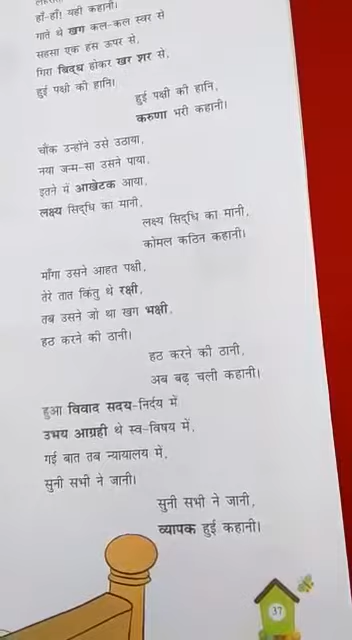 हाँ-हाँ! यही कहानी।
गाते थे खग कल-कल स्वर से
सहसा एक हंस ऊपर से,
गिरा बिद्ध होकर खर शर से,
हुई पक्षी की हानि।
हुई पक्षी की हानि,
करुणा भरी कहानी।
चौंक उन्होंने उसे उठाया,
नया जन्म-सा उसने पाया,
इतने में आखेटक आया,
लक्ष्य सिद्धि का मानी,
लक्ष्य सिद्धि का मानी,
कोमल कठिन कहानी।
माँगा उसने आहत पक्षी,
तेरे तात किंतु थे रक्षी,
तब उसने जो था खग भक्षी,
हठ करने की ठानी।
हठ करने की ठानी,
अब बढ़ चली कहानी।
हुआ विवाद सदय-निर्दय में
उभय आग्रही थे स्व-विषय में,
गई बात तब न्यायालय में,
सुनी सभी ने जानी।
सुनी सभी ने जानी,
व्यापक हुई कहानी।
37